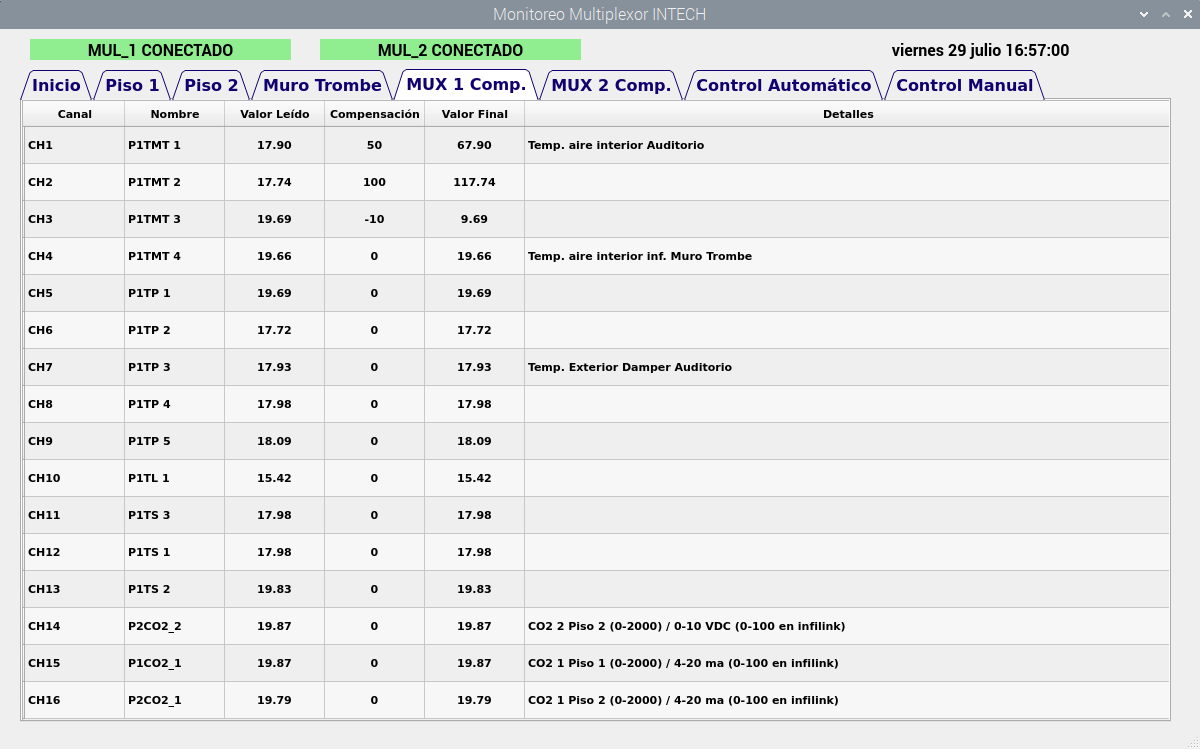 Monitoreo Multiplexor INTECH
MUL_1 CONECTADO MUL_2 CONECTADO viernes 29 julio 16:57:00
Inicio Piso 1 Piso 2 Muro Trombe MUX 1 Comp. MUX 2 Comp. Control Automático Control Manual
Canal Nombre Valor Leído Compensación Valor Final Detalles
CH1 P1TMT 1 17.90 50 67.90 Temp. aire interior Auditorio
CH2 P1TMT 2 17.74 100 117.74
CH3 P1TMT 3 19.69 -10 9.69
CH4 P1TMT 4 19.66 0 19.66 Temp. aire interior inf. Muro Trombe
CH5 P1TP 1 19.69 0 19.69
CH6 P1TP 2 17.72 0 17.72
CH7 P1TP 3 17.93 0 17.93 Temp. Exterior Damper Auditorio
CH8 P1TP 4 17.98 0 17.98
CH9 P1TP 5 18.09 0 18.09
CH10 P1TL 1 15.42 0 15.42
CH11 P1TS 3 17.98 0 17.98
CH12 P1TS 1 17.98 0 17.98
CH13 P1TS 2 19.83 0 19.83
CH14 P2CO2_2 19.87 0 19.87 CO2 2 Piso 2 (0-2000) / 0-10 VDC (0-100 en infilink)
CH15 P1CO2_1 19.87 0 19.87 CO2 1 Piso 1 (0-2000) / 4-20 ma (0-100 en infilink)
CH16 P2CO2_1 19.79 0 19.79 CO2 1 Piso 2 (0-2000) / 4-20 ma (0-100 en infilink)